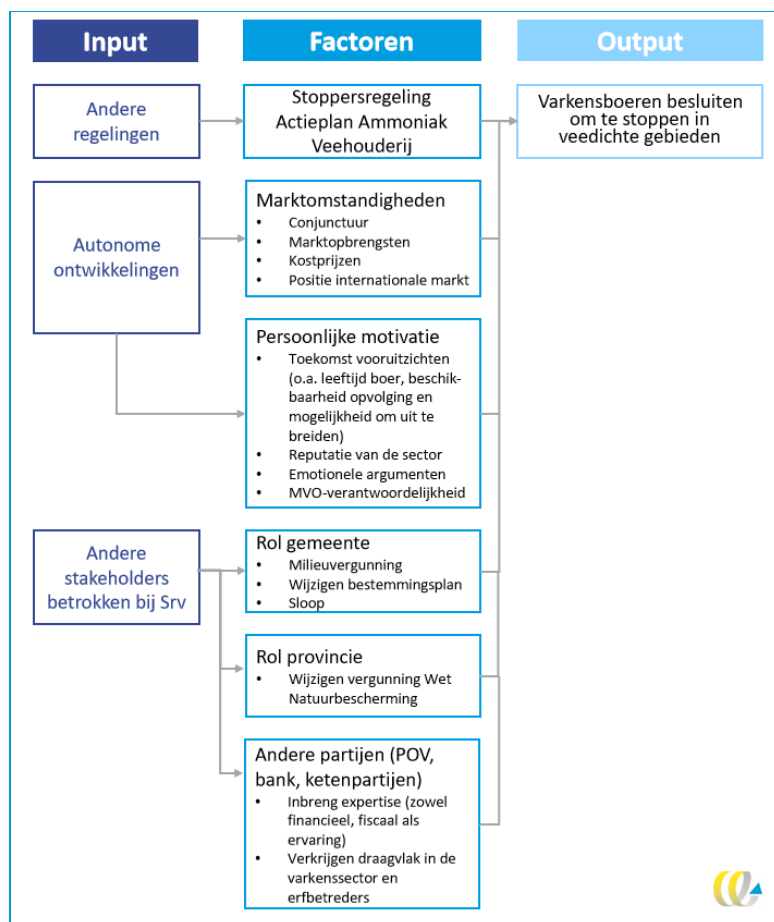 Input
Factoren
Output
Andere
regelingen
Stoppersregeling
Actieplan Ammoniak
Veehouderij
Varkensboeren besluiten
om te stoppen in
veedichte gebieden
Autonome
ontwikkelingen
Marktomstandigheden
• Conjunctuur
• Marktopbrengsten
• Kostprijzen
• Positie internationale markt
Persoonlijke motivatie
• Toekomst vooruitzichten
(o.a. leeftijd boer, beschik-
baarheid opvolging en
mogelijkheid om uit te
breiden)
• Reputatie van de sector
• Emotionele argumenten
• MVO-verantwoordelijkheid
Andere
stakeholders
betrokken bij Srv
Rol gemeente
• Milieuvergunning
• Wijzigen bestemmingsplan
• Sloop
Rol provincie
• Wijzigen vergunning Wet
Natuurbescherming
Andere partijen (POV,
bank, ketenpartijen)
• Inbreng expertise (zowel
financieel, fiscaal als
ervaring)
• Verkrijgen draagvlak in de
varkenssector en
erfbetreders